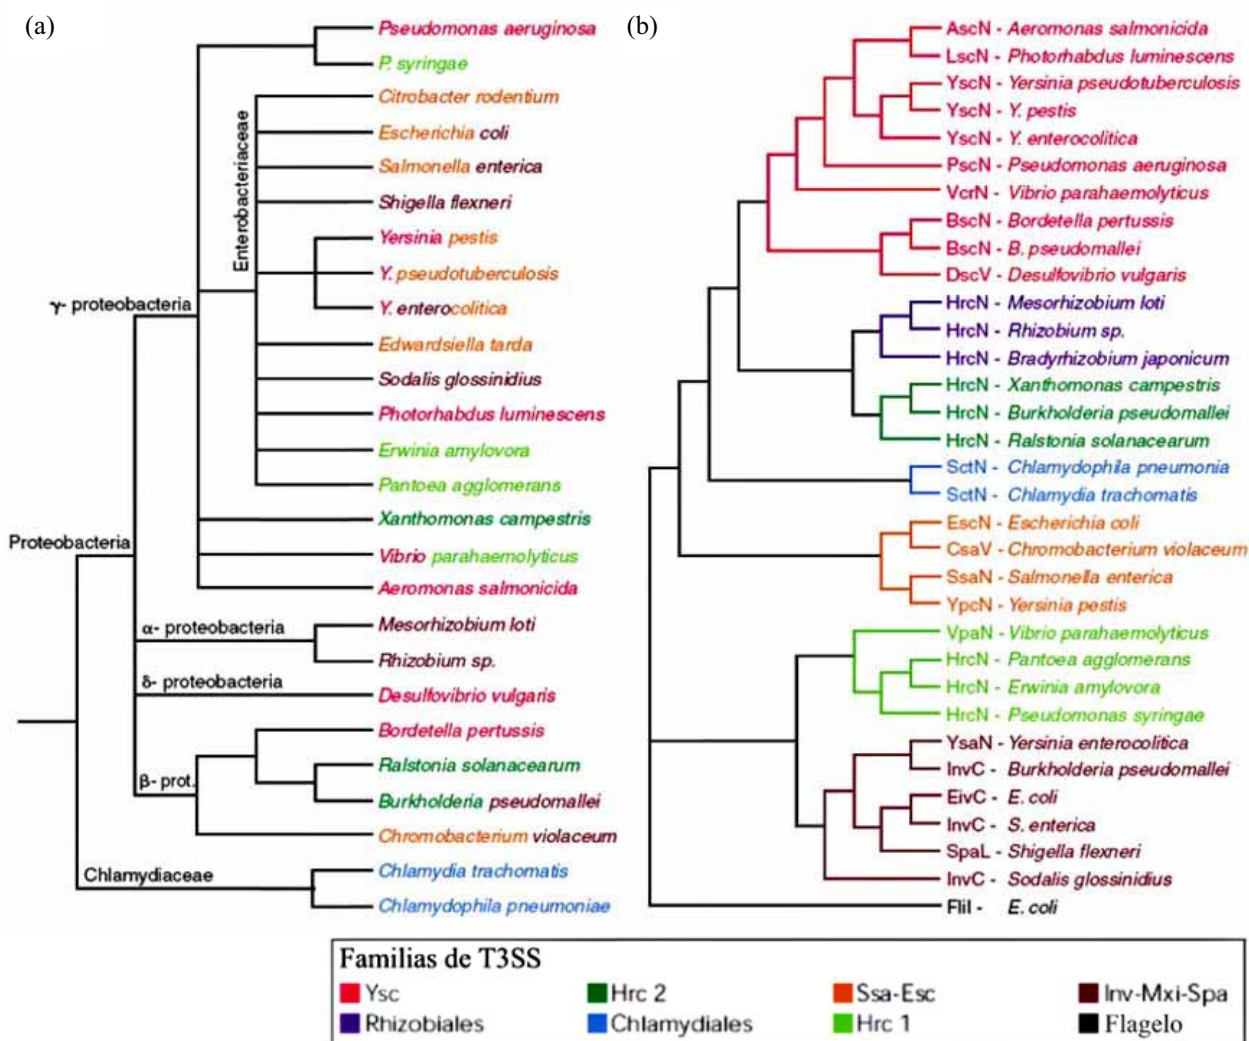 (a)
Pseudomonas aeruginosa
P. syringae
Citrobacter rodentium
Escherichia coli
Salmonella enterica
Shigella flexneri
Yersinia pestis
Y. pseudotuberculosis
Y. enterocolitica
Edwardsiella tarda
Sodalis glossinidius
Photorhabdus luminescens
Erwinia amylovora
Pantoea agglomerans
Xanthomonas campestris
Vibrio parahaemolyticus
Aeromonas salmonicida
Mesorhizobium loti
Rhizobium sp.
Desulfovibrio vulgaris
Bordetella pertussis
Ralstonia solanacearum
Burkholderia pseudomallei
Chromobacterium violaceum
Chlamydia trachomatis
Chlamydophila pneumoniae
Enterobacteriaceae
γ- proteobacteria
Proteobacteria
α- proteobacteria
δ- proteobacteria
β- prot.
Chlamydiaceae
(b)
AscN - Aeromonas salmonicida
LscN - Photorhabdus luminescens
YscN - Yersinia pseudotuberculosis
YscN - Y. pestis
YscN - Y. enterocolitica
PscN - Pseudomonas aeruginosa
VcrN - Vibrio parahaemolyticus
BscN - Bordetella pertussis
BscN - B. pseudomallei
DscV - Desulfovibrio vulgaris
HrcN - Mesorhizobium loti
HrcN - Rhizobium sp.
HrcN - Bradyrhizobium japonicum
HrcN - Xanthomonas campestris
HrcN - Burkholderia pseudomallei
HrcN - Ralstonia solanacearum
SctN - Chlamydophila pneumonia
SctN - Chlamydia trachomatis
EscN - Escherichia coli
CsaV - Chromobacterium violaceum
SsaN - Salmonella enterica
YpcN - Yersinia pestis
VpaN - Vibrio parahaemolyticus
HrcN - Pantoea agglomerans
HrcN - Erwinia amylovora
HrcN - Pseudomonas syringae
YsaN - Yersinia enterocolitica
InvC - Burkholderia pseudomallei
EivC - E. coli
InvC - S. enterica
SpaL - Shigella flexneri
InvC - Sodalis glossinidius
FliI - E. coli
Familias de T3SS
Ysc
Hrc 2
Ssa-Esc
Inv-Mxi-Spa
Rhizobiales
Chlamydiales
Hrc 1
Flagelo